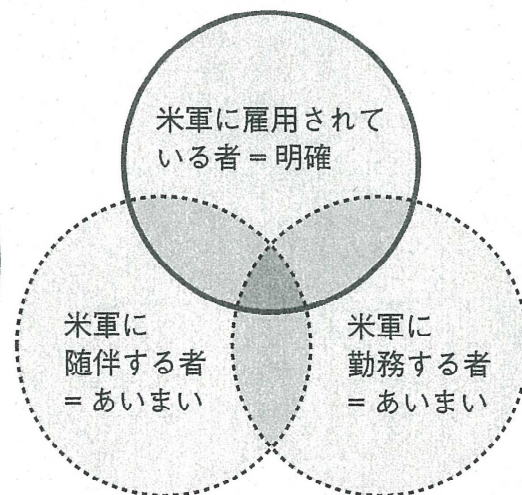 米軍に雇用されて
いる者 = 明確
米軍に
随伴する者
= あいまい
米軍に
勤務する者
= あいまい